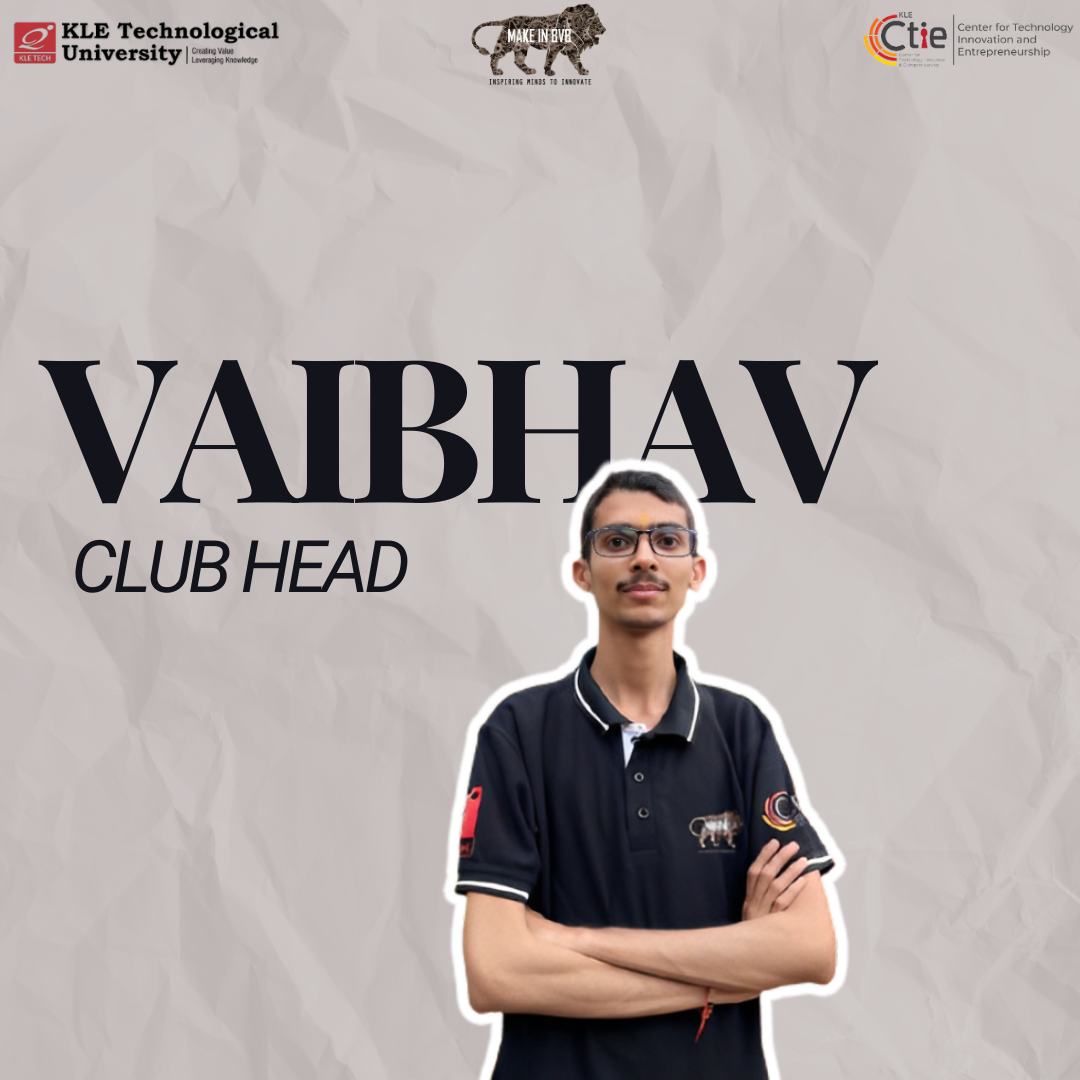 KLE Technological
University
Creating Value
Leveraging Knowledge
KLE TECH
MAKE IN BVB
INSPIRING MINDS TO INNOVATE
KLE
Ctie
Center for Technology
Innovation and
Entrepreneurship
VAIBHAV
CLUB HEAD